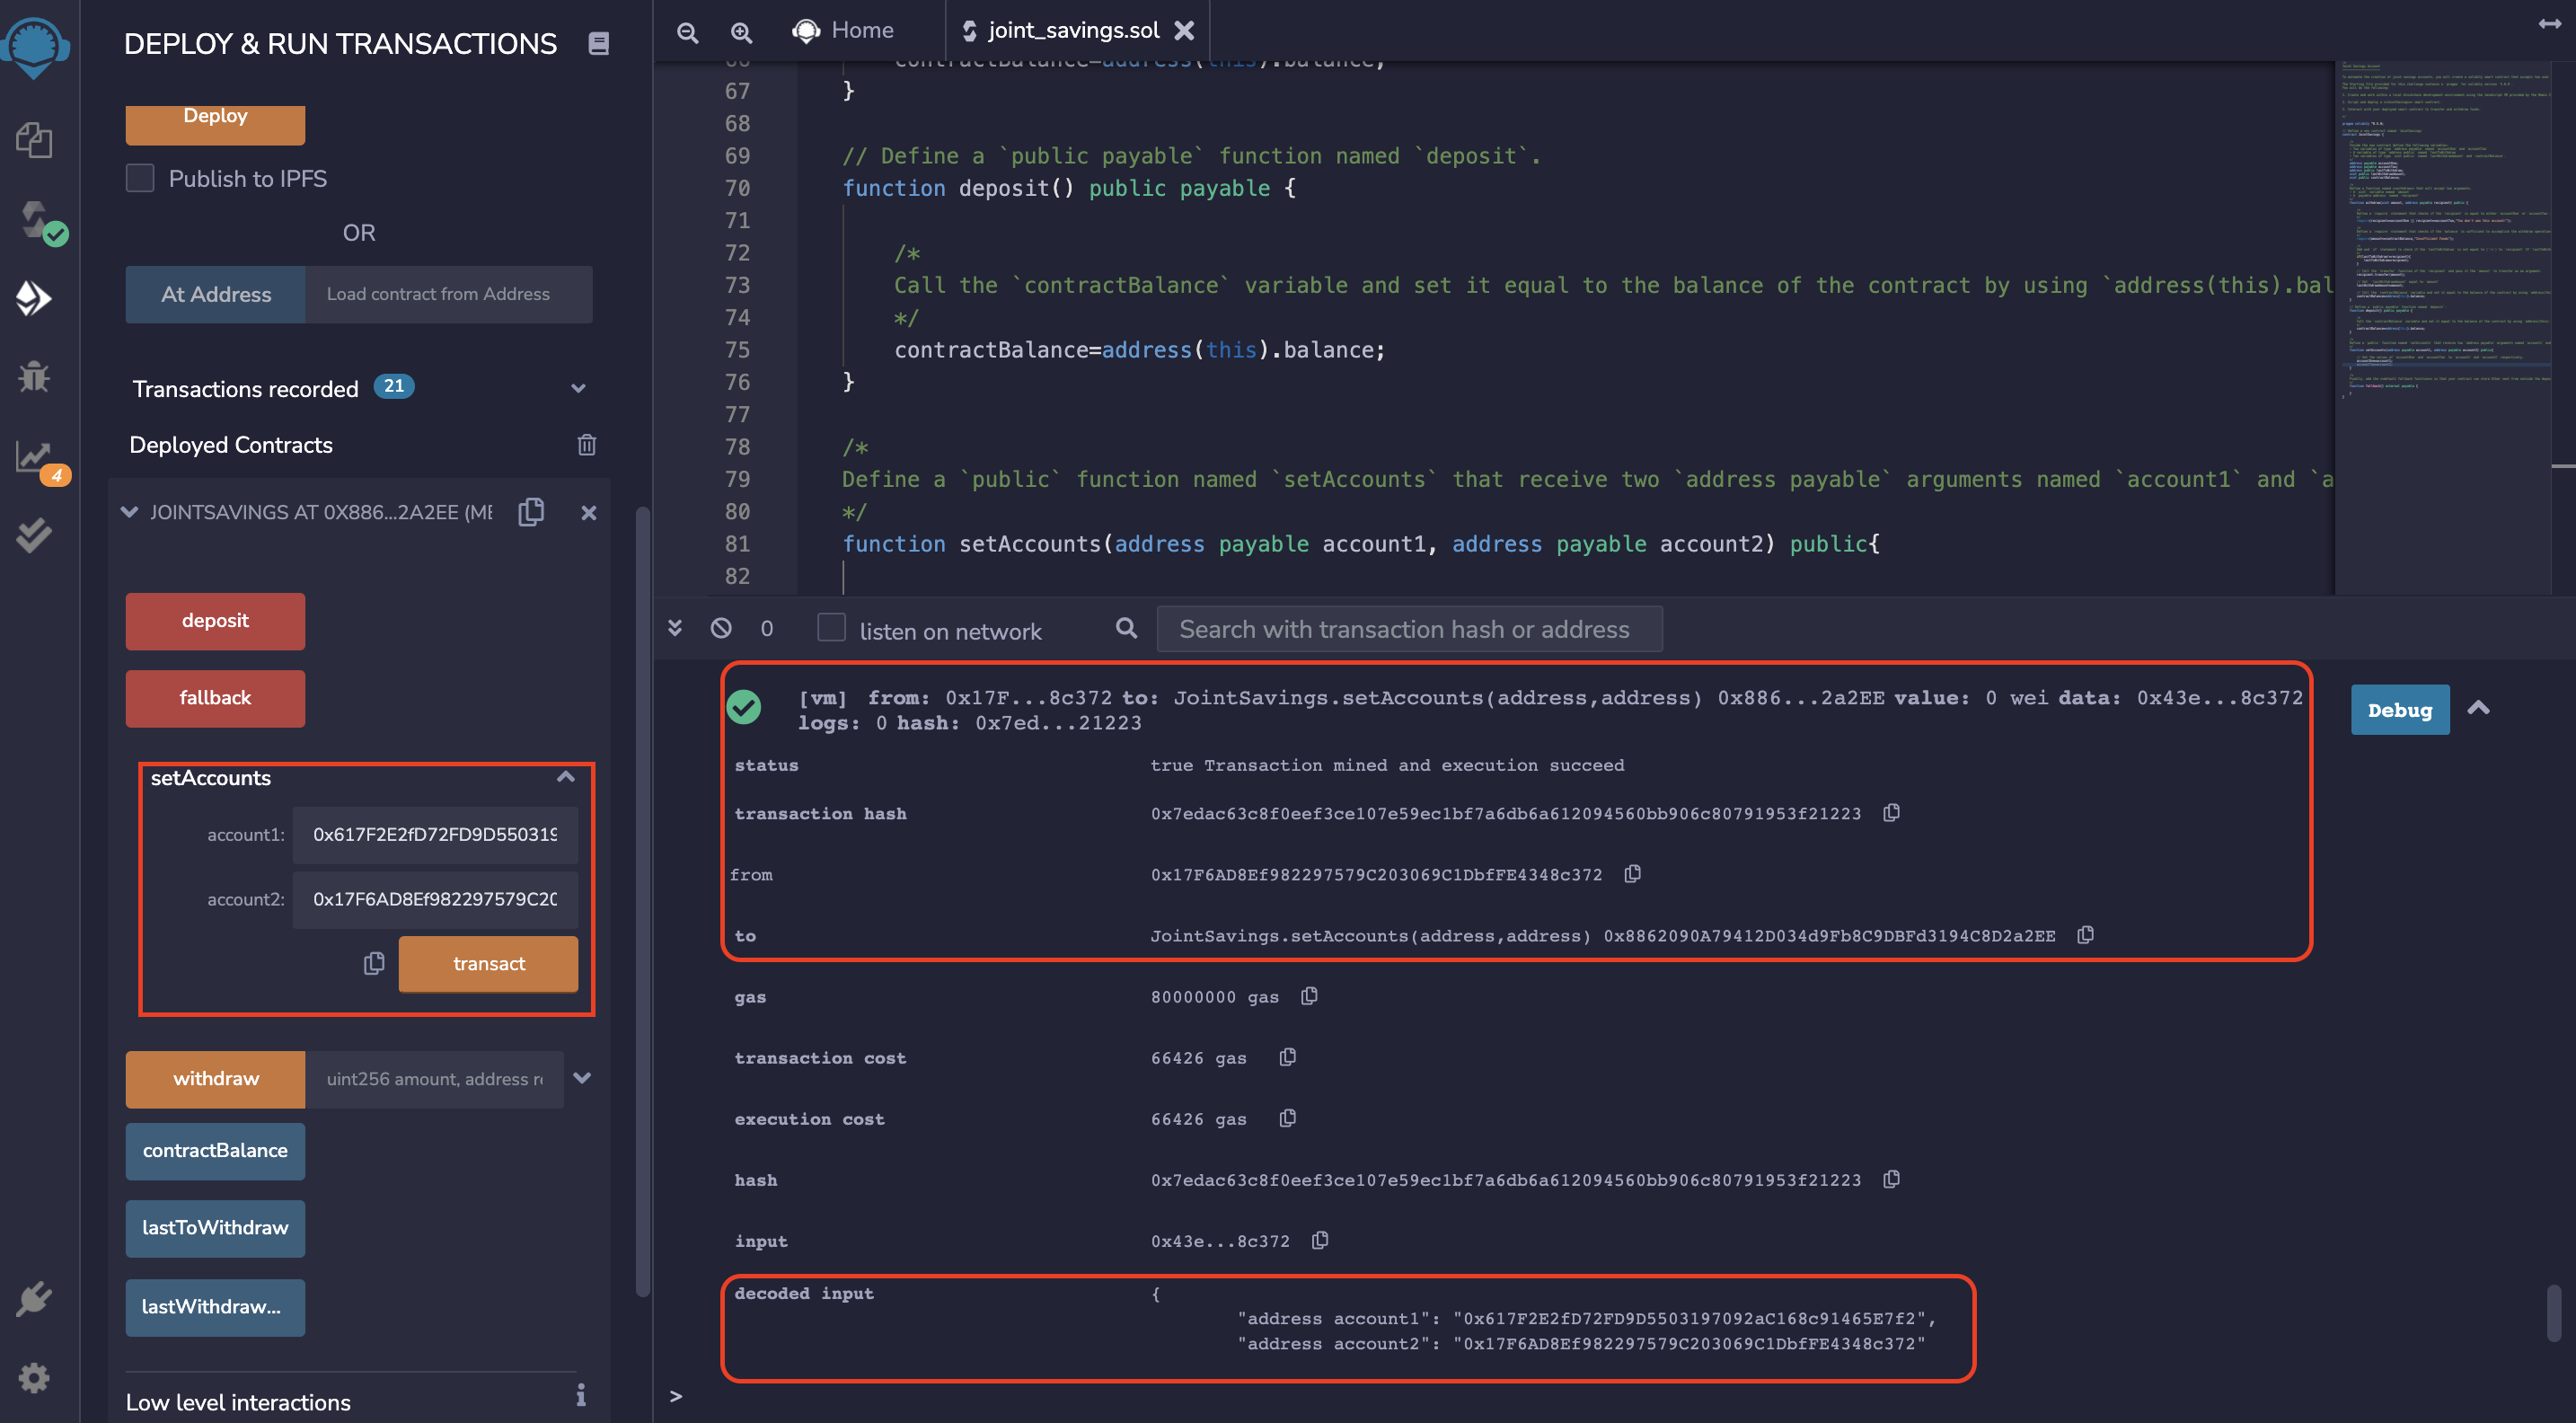 DEPLOY & RUN TRANSACTIONS
Deploy
Publish to IPFS
OR
At Address
Load contract from Address
Transactions recorded 21
Deployed Contracts
4
JOINTSAVINGS AT 0X886...2A2EE (ME
deposit
fallback
setAccounts
account1: 0x617F2E2fD72FD9D550319
account2: 0x17F6AD8Ef982297579C20
transact
withdraw
uint256 amount, address r
contractBalance
lastToWithdraw
lastWithdraw...
Low level interactions
Home
joint_savings.sol
66 contractBalance=address(this).balance;
67 }
68
69 // Define a `public payable` function named `deposit`.
70 function deposit() public payable {
71
72 /*
73 Call the `contractBalance` variable and set it equal to the balance of the contract by using `address(this).bal
74 */
75 contractBalance=address(this).balance;
76 }
77
78 /*
79 Define a `public` function named `setAccounts` that receive two `address payable` arguments named `account1` and `a
80 */
81 function setAccounts(address payable account1, address payable account2) public{
82
0
listen on network
Search with transaction hash or address
[vm] from: 0x17F...8c372 to: JointSavings.setAccounts(address,address) 0x886...2a2EE value: 0 wei data: 0x43e...8c372
logs: 0 hash: 0x7ed...21223
Debug
status true Transaction mined and execution succeed
transaction hash 0x7edac63c8f0eef3ce107e59ec1bf7a6db6a612094560bb906c80791953f21223
from 0x17F6AD8Ef982297579C203069C1DbfFE4348c372
to JointSavings.setAccounts(address,address) 0x8862090A79412D034d9Fb8C9DBFd3194C8D2a2EE
gas 80000000 gas
transaction cost 66426 gas
execution cost 66426 gas
hash 0x7edac63c8f0eef3ce107e59ec1bf7a6db6a612094560bb906c80791953f21223
input 0x43e...8c372
decoded input {
"address account1": "0x617F2E2fD72FD9D5503197092aC168c91465E7f2",
"address account2": "0x17F6AD8Ef982297579C203069C1DbfFE4348c372"
>